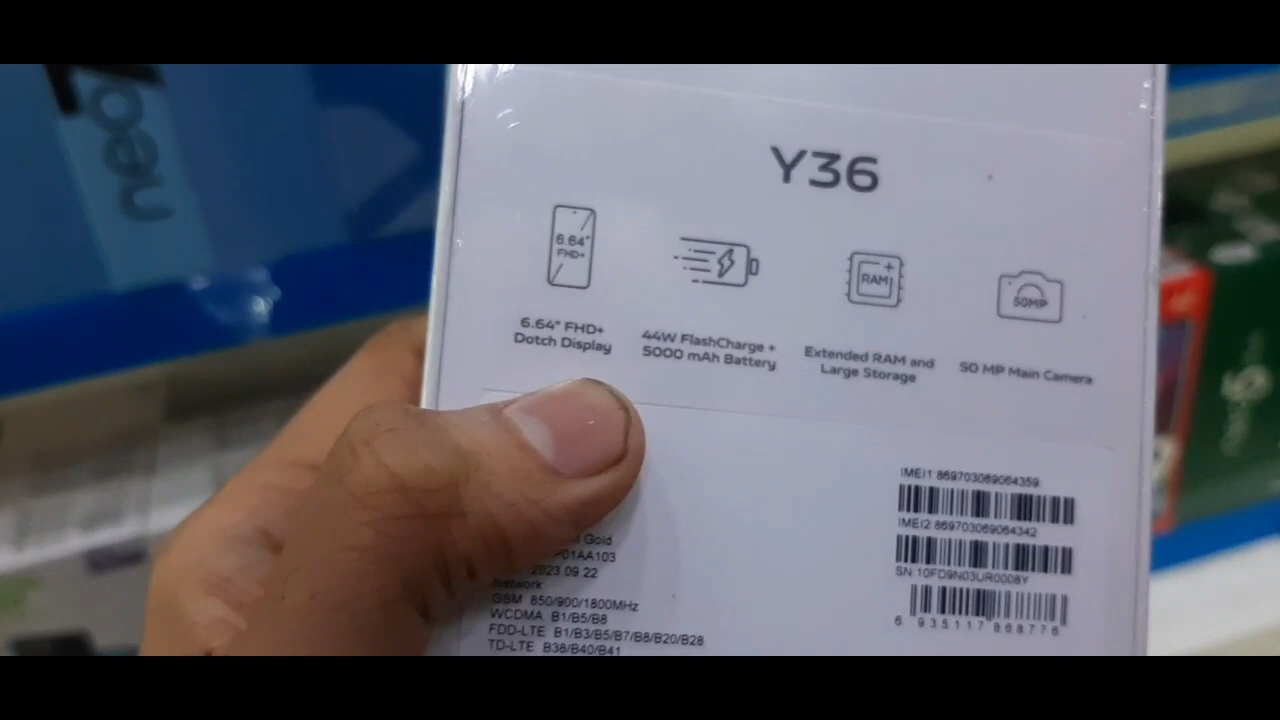 neo7
Y36
6.64"
FHD+
RAM
50MP
6.64" FHD+
Dotch Display
44W FlashCharge +
5000 mAh Battery
Extended RAM and
Large Storage
50 MP Main Camera
IMEI1:869703069064359
IMEI2:869703069064342
SN:10FD9N03UR0008Y
6 935117 868776
Gold
P01AA103
2023 09 22
Network
GSM 850/900/1800MHz
WCDMA B1/B5/B8
FDD-LTE B1/B3/B5/B7/B8/B20/B28
TD-LTE B38/B40/B41